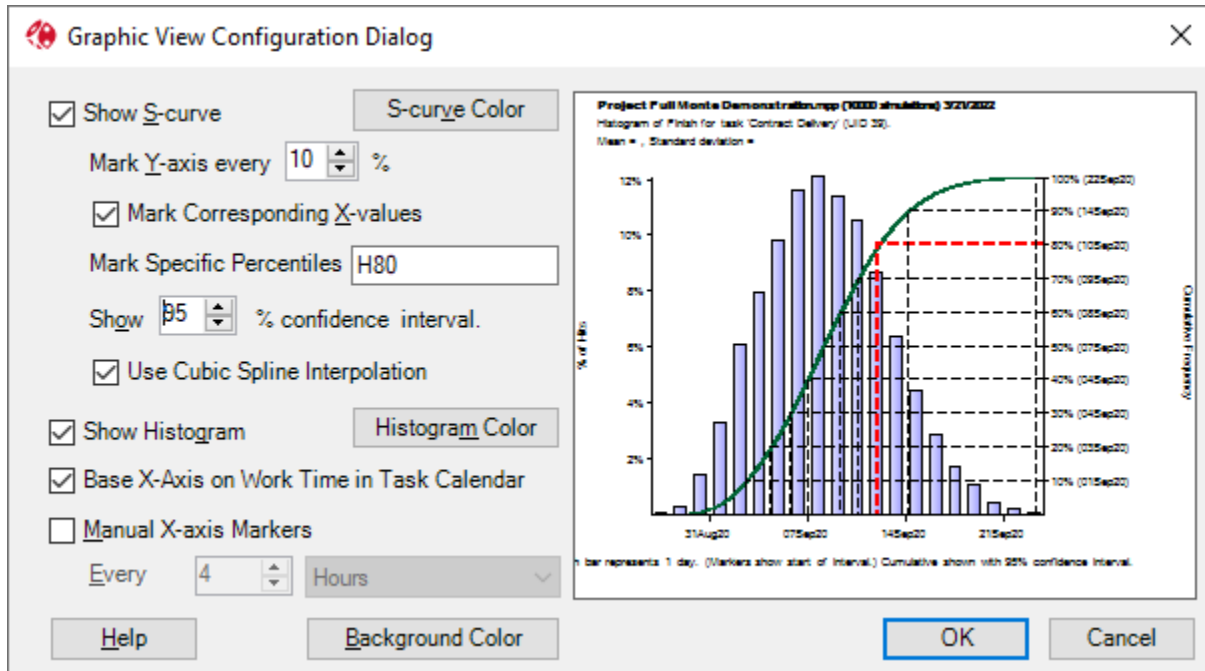 Graphic View Configuration Dialog
Show S-curve
S-curve Color
Mark Y-axis every 10 %
Mark Corresponding X-values
Mark Specific Percentiles H80
Show 95 % confidence interval.
Use Cubic Spline Interpolation
Show Histogram
Histogram Color
Base X-Axis on Work Time in Task Calendar
Manual X-axis Markers
Every 4 Hours
Help
Background Color
Project Full Monte Demonstration.mpp (10000 simulations) 3/21/2022
Histogram of Finish for task 'Contract Delivery' (UID 39).
Mean = , Standard deviation =
12%
10%
8%
6%
4%
2%
% of Hits
100% (22Sep20)
90% (14Sep20)
80% (10Sep20)
70% (09Sep20)
60% (08Sep20)
50% (07Sep20)
40% (04Sep20)
30% (04Sep20)
20% (03Sep20)
10% (01Sep20)
Cumulative Frequency
31Aug20
07Sep20
14Sep20
21Sep20
bar represents 1 day. (Markers show start of interval.) Cumulative shown with 95% confidence interval.
OK
Cancel